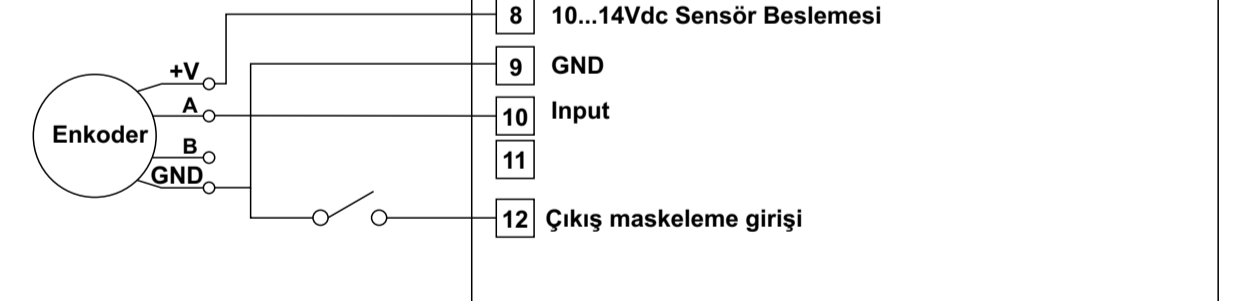 8 10...14Vdc Sensör Beslemesi
9 GND
+V
A
10 Input
Enkoder
B
11
GND
12 Çıkış maskeleme girişi